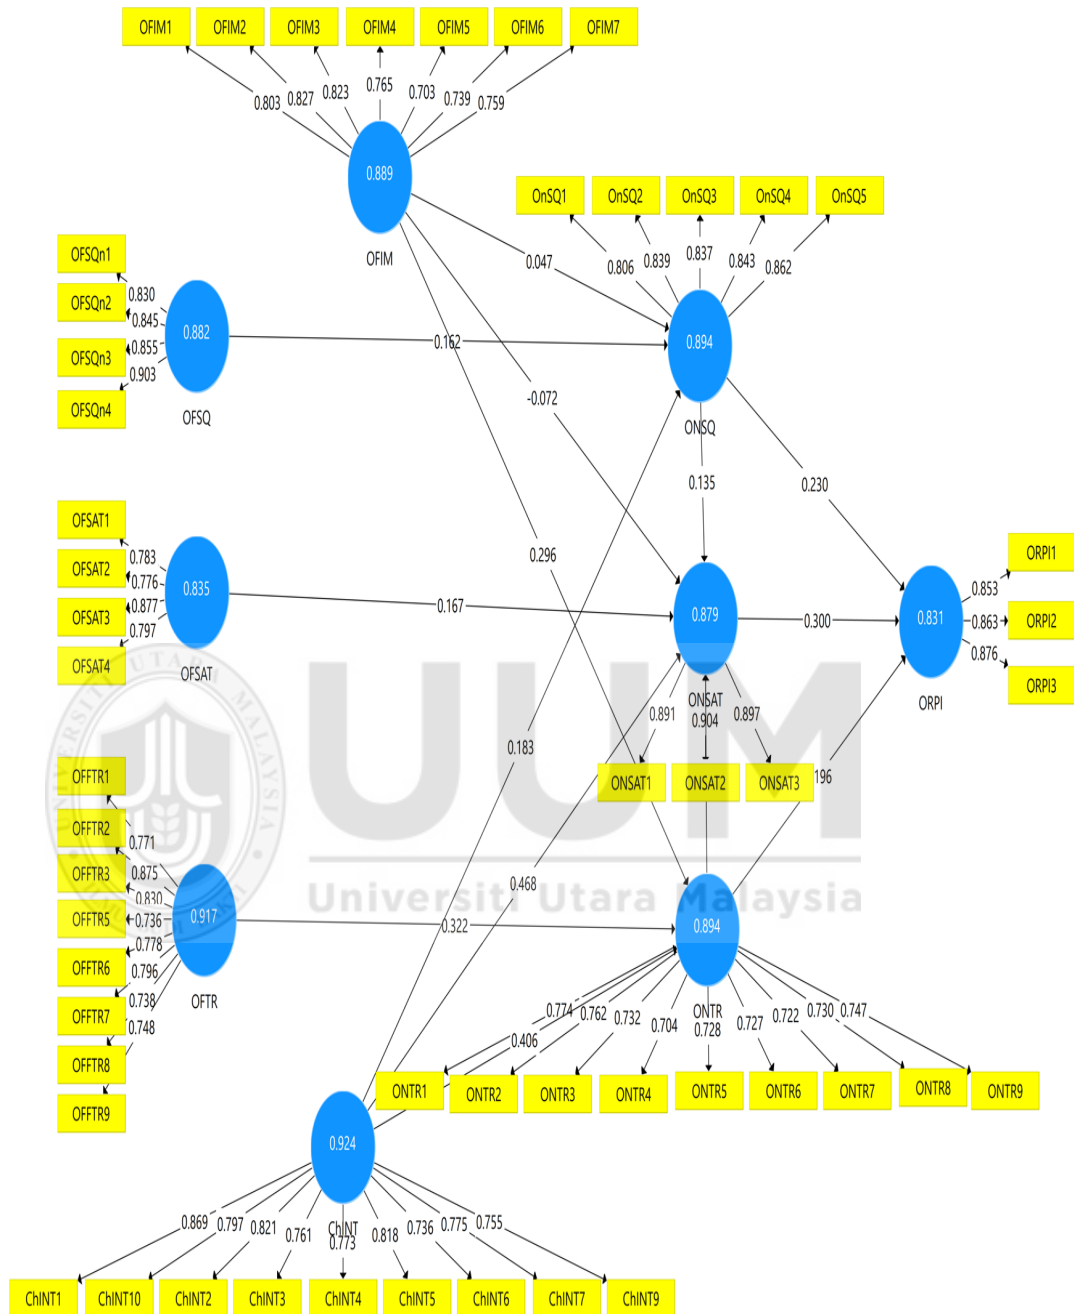 OFIM1 OFIM2 OFIM3 OFIM4 OFIM5 OFIM6 OFIM7
0.803 0.827 0.823 0.765 0.703 0.739 0.759
0.889
OFIM
OnSQ1 OnSQ2 OnSQ3 OnSQ4 OnSQ5
0.806 0.839 0.837 0.843 0.862
0.894
ONSQ
OFSQn1
OFSQn2
OFSQn3
OFSQn4
0.830
0.845
0.855
0.903
0.882
OFSQ
0.047
0.162
-0.072
0.296
0.135
0.230
OFSAT1
OFSAT2
OFSAT3
OFSAT4
0.783
0.776
0.877
0.797
0.835
OFSAT
0.167
0.879
ONSAT
0.891 0.904 0.897
ONSAT1 ONSAT2 ONSAT3
0.300
0.831
ORPI
0.853
0.863
0.876
ORPI1
ORPI2
ORPI3
0.183
196
0.468
UUM
Universiti Utara Malaysia
UNIVERSITI UTARA MALAYSIA
OFFTR1
OFFTR2
OFFTR3
OFFTR5
OFFTR6
OFFTR7
OFFTR8
OFFTR9
0.771
0.875
0.830
0.736
0.778
0.796
0.738
0.748
0.917
OFTR
0.322
0.894
ONTR
0.406
0.774 0.762 0.732 0.704 0.728 0.727 0.722 0.730 0.747
ONTR1 ONTR2 ONTR3 ONTR4 ONTR5 ONTR6 ONTR7 ONTR8 ONTR9
0.924
ChINT
0.869 0.797 0.821 0.761 0.773 0.818 0.736 0.775 0.755
ChINT1 ChINT10 ChINT2 ChINT3 ChINT4 ChINT5 ChINT6 ChINT7 ChINT9